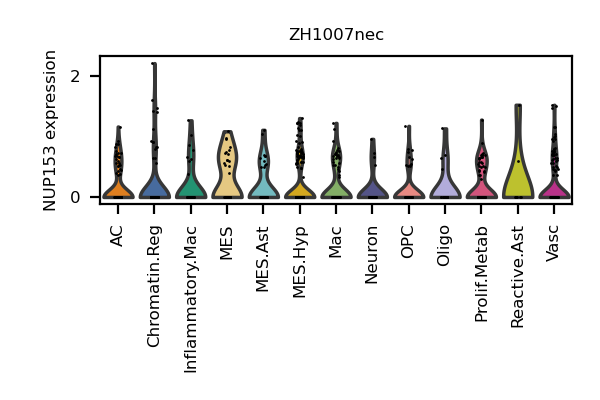 ZH1007nec
NUP153 expression
2
0
AC
Chromatin.Reg
Inflammatory.Mac
MES
MES.Ast
MES.Hyp
Mac
Neuron
OPC
Oligo
Prolif.Metab
Reactive.Ast
Vasc